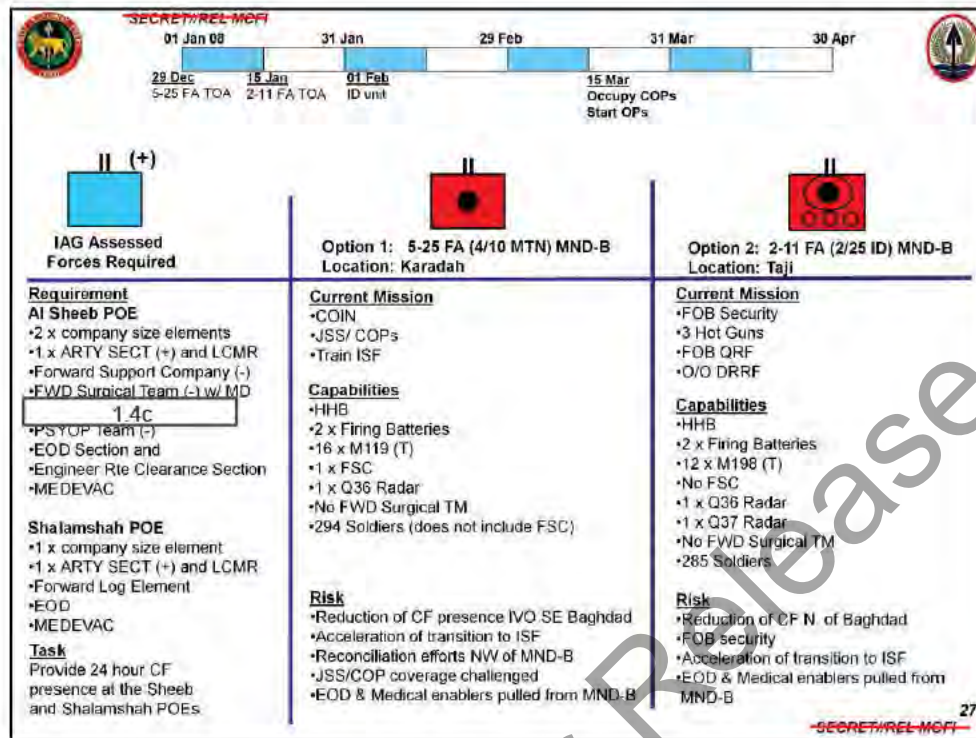 SECRET//REL MCFI
01 Jan 08 31 Jan 29 Feb 31 Mar 30 Apr
29 Dec 15 Jan 01 Feb 15 Mar
5-25 FA TOA 2-11 FA TOA ID unit Occupy COPs
Start OPs
II (+)
IAG Assessed
Forces Required
II
Option 1: 5-25 FA (4/10 MTN) MND-B
Location: Karadah
II
Option 2: 2-11 FA (2/25 ID) MND-B
Location: Taji
Requirement
Al Sheeb POE
•2 x company size elements
•1 x ARTY SECT (+) and LCMR
•Forward Support Company (-)
•FWD Surgical Team (-) w/ MD
1.4c
•PSYOP Team (-)
•EOD Section and
•Engineer Rte Clearance Section
•MEDEVAC
Shalamshah POE
•1 x company size element
•1 x ARTY SECT (+) and LCMR
•Forward Log Element
•EOD
•MEDEVAC
Task
Provide 24 hour CF
presence at the Sheeb
and Shalamshah POEs
Current Mission
•COIN
•JSS/ COPs
•Train ISF
Capabilities
•HHB
•2 x Firing Batteries
•16 x M119 (T)
•1 x FSC
•1 x Q36 Radar
•No FWD Surgical TM
•294 Soldiers (does not include FSC)
Risk
•Reduction of CF presence IVO SE Baghdad
•Acceleration of transition to ISF
•Reconciliation efforts NW of MND-B
•JSS/COP coverage challenged
•EOD & Medical enablers pulled from MND-B
Current Mission
•FOB Security
•3 Hot Guns
•FOB QRF
•O/O DRRF
Capabilities
•HHB
•2 x Firing Batteries
•12 x M198 (T)
•No FSC
•1 x Q36 Radar
•1 x Q37 Radar
•No FWD Surgical TM
•285 Soldiers
Risk
•Reduction of CF N. of Baghdad
•FOB security
•Acceleration of transition to ISF
•EOD & Medical enablers pulled from
MND-B
27
SECRET//REL MCFI
Release